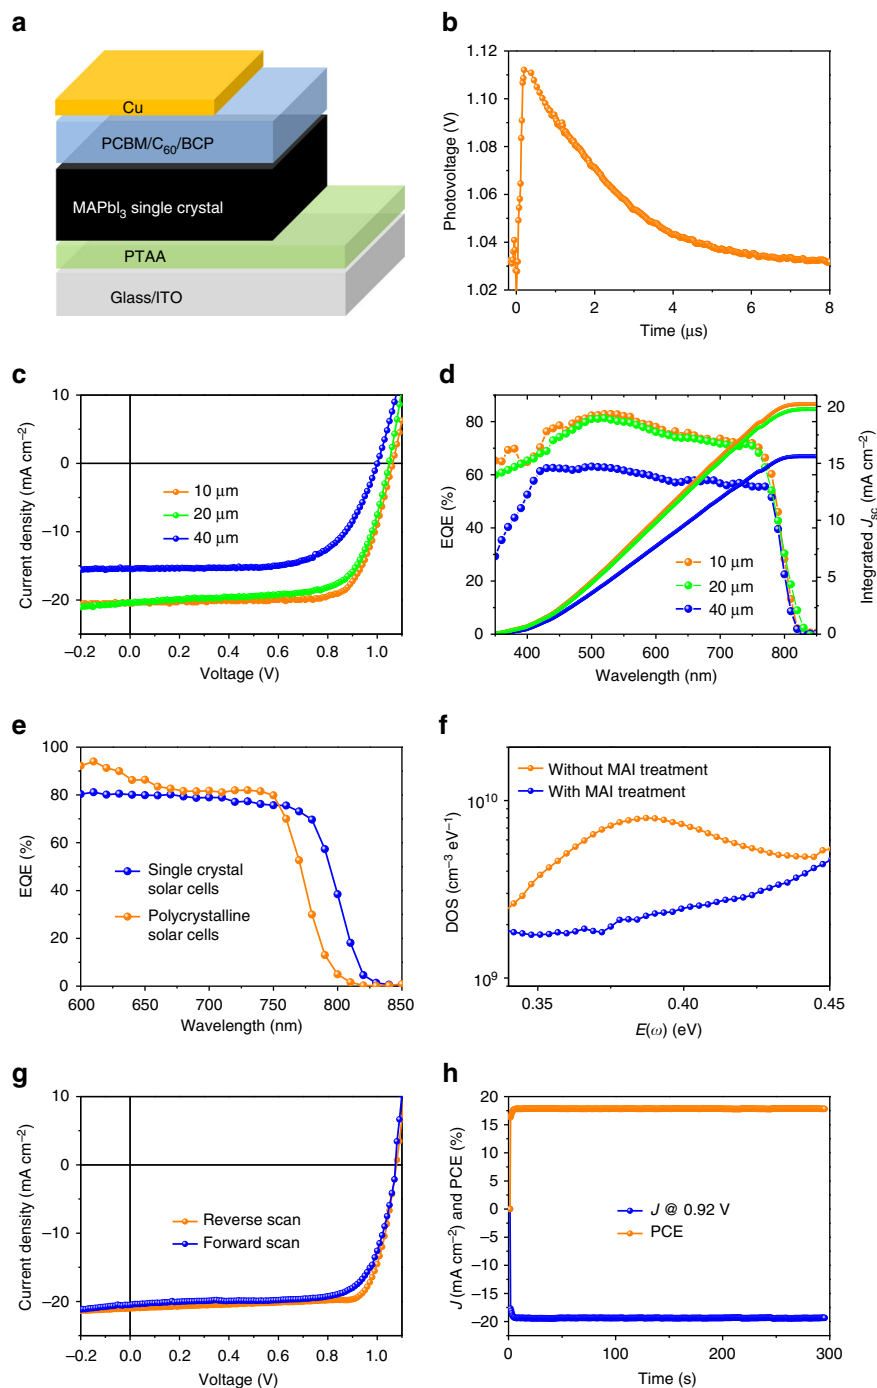 a
Cu
PCBM/C60/BCP
MAPbI3 single crystal
PTAA
Glass/ITO
b
1.12
1.10
1.08
1.06
1.04
1.02
Photovoltage (V)
0 2 4 6 8
Time (μs)
c
10
0
−10
−20
Current density (mA cm−2)
10 μm
20 μm
40 μm
−0.2 0.0 0.2 0.4 0.6 0.8 1.0
Voltage (V)
d
80
60
40
20
0
EQE (%)
20
15
10
5
0
Integrated Jsc (mA cm−2)
10 μm
20 μm
40 μm
400 500 600 700 800
Wavelength (nm)
e
100
80
60
40
20
0
EQE (%)
Single crystal
solar cells
Polycrystalline
solar cells
600 650 700 750 800 850
Wavelength (nm)
f
Without MAI treatment
With MAI treatment
10^10
10^9
DOS (cm−3 eV−1)
0.35 0.40 0.45
E(ω) (eV)
g
10
0
−10
−20
Current density (mA cm−2)
Reverse scan
Forward scan
−0.2 0.0 0.2 0.4 0.6 0.8 1.0
Voltage (V)
h
20
15
10
5
0
−5
−10
−15
−20
J (mA cm−2) and PCE (%)
J @ 0.92 V
PCE
0 100 200 300
Time (s)